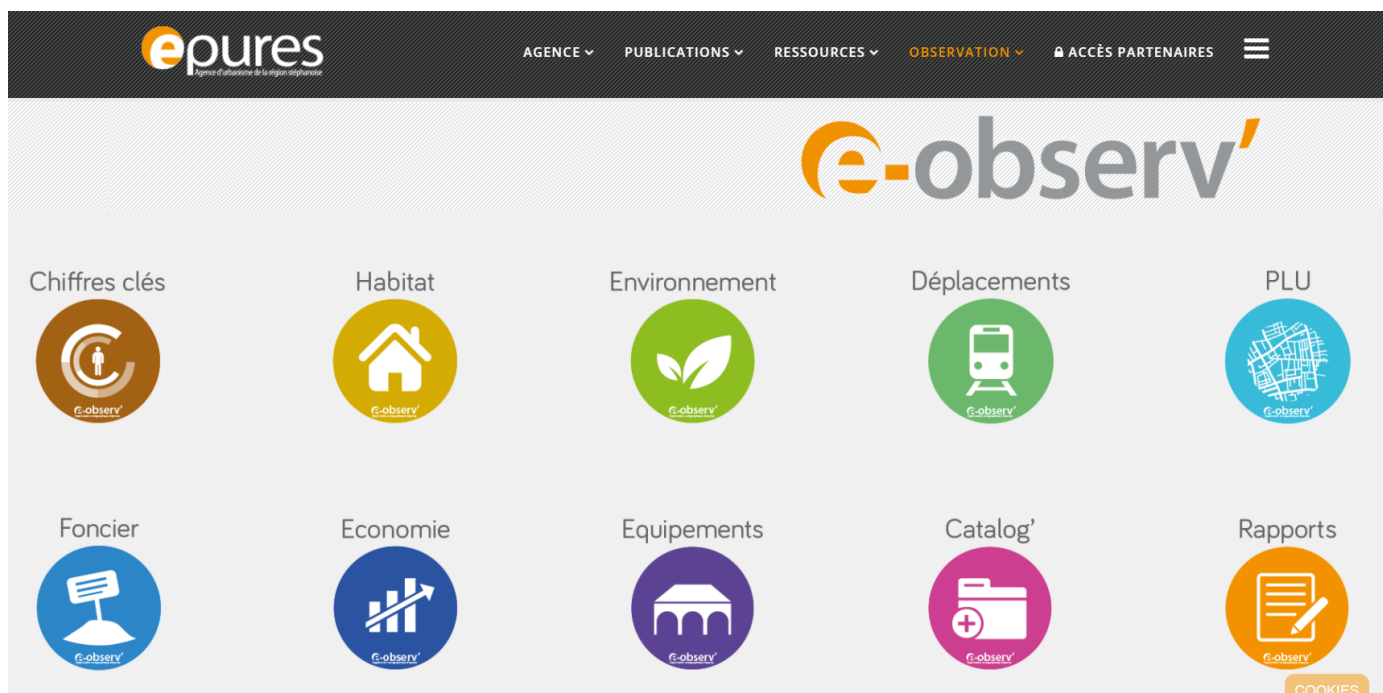 epures
Agence d'urbanisme de la région stéphanoise
AGENCE PUBLICATIONS RESSOURCES OBSERVATION ACCÈS PARTENAIRES
e-observ'
Chiffres clés Habitat Environnement Déplacements PLU
e-observ' e-observ' e-observ' e-observ' e-observ'
Foncier Economie Equipements Catalog' Rapports
e-observ' e-observ' e-observ' e-observ' e-observ'
COOKIES